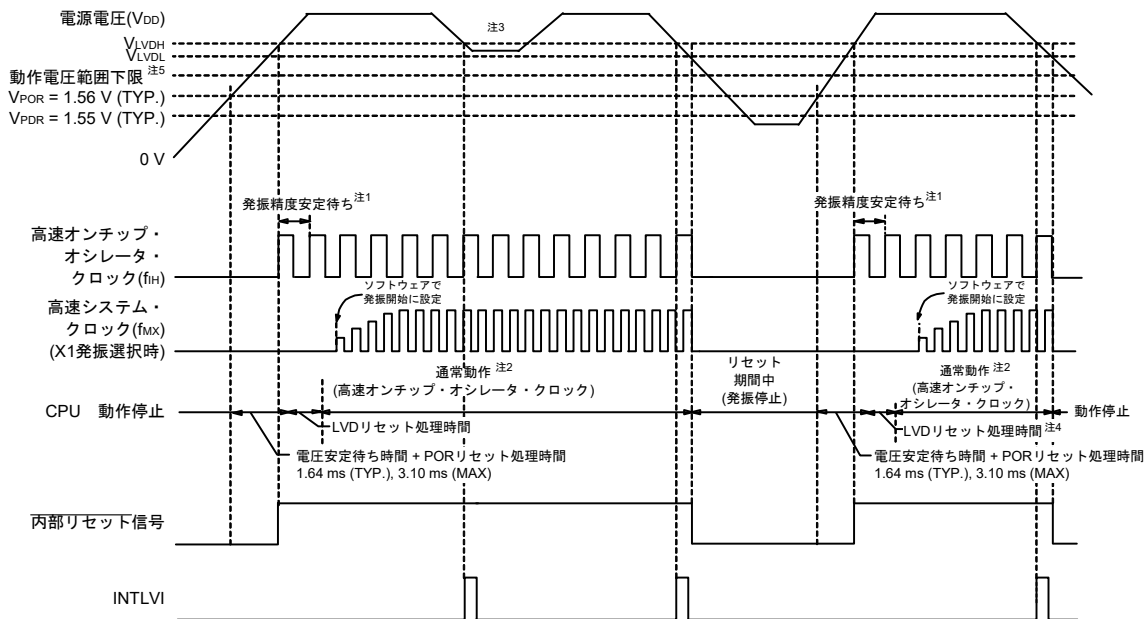 電源電圧(VDD)
注3
VLVDH
VLVDL
動作電圧範囲下限 注5
VPOR = 1.56 V (TYP.)
VPDR = 1.55 V (TYP.)
0 V
発振精度安定待ち 注1
発振精度安定待ち 注1
高速オンチップ・
オシレータ・
クロック(fIH)
ソフトウェアで
発振開始に設定
ソフトウェアで
発振開始に設定
高速システム・
クロック(fMX)
(X1発振選択時)
通常動作 注2
(高速オンチップ・オシレータ・クロック)
リセット
期間中
(発振停止)
通常動作 注2
(高速オンチップ・
オシレータ・クロック)
CPU 動作停止
動作停止
LVDリセット処理時間
LVDリセット処理時間 注4
電圧安定待ち時間 + PORリセット処理時間
1.64 ms (TYP.), 3.10 ms (MAX)
電圧安定待ち時間 + PORリセット処理時間
1.64 ms (TYP.), 3.10 ms (MAX)
内部リセット信号
INTLVI